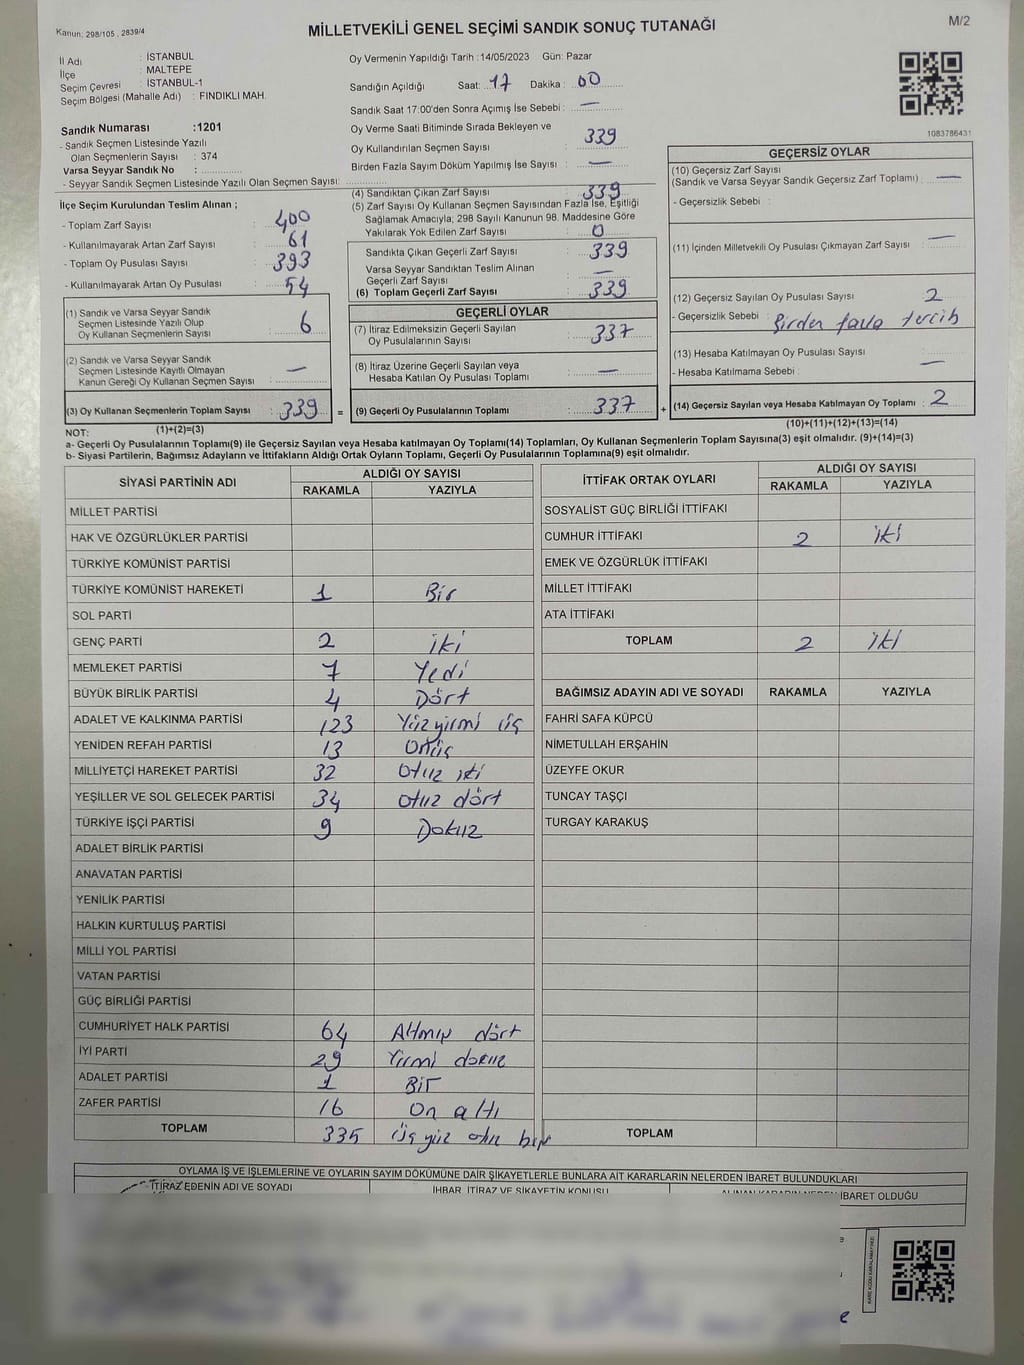 Kanun: 298/105 , 2839/4
MİLLETVEKİLİ GENEL SEÇİMİ SANDIK SONUÇ TUTANAĞI
M/2
İl Adı : İSTANBUL
İlçe : MALTEPE
Seçim Çevresi : İSTANBUL-1
Seçim Bölgesi (Mahalle Adı) : FINDIKLI MAH.
Sandık Numarası :1201
- Sandık Seçmen Listesinde Yazılı
Olan Seçmenlerin Sayısı : 374
Varsa Seyyar Sandık No :
- Seyyar Sandık Seçmen Listesinde Yazılı Olan Seçmen Sayısı:
Oy Vermenin Yapıldığı Tarih :14/05/2023 Gün: Pazar
Sandığın Açıldığı Saat: 17 Dakika : 00
Sandık Saat 17:00'den Sonra Açımış İse Sebebi : —
Oy Verme Saati Bitiminde Sırada Bekleyen ve
Oy Kullandırılan Seçmen Sayısı : 339
Birden Fazla Sayım Döküm Yapılmış İse Sayısı : —
1083786431
İlçe Seçim Kurulundan Teslim Alınan ;
- Toplam Zarf Sayısı : 400
- Kullanılmayarak Artan Zarf Sayısı : 61
- Toplam Oy Pusulası Sayısı : 393
- Kullanılmayarak Artan Oy Pusulası : 54
(1) Sandık ve Varsa Seyyar Sandık
Seçmen Listesinde Yazılı Olup
Oy Kullanan Seçmenlerin Sayısı : 6
(2) Sandık ve Varsa Seyyar Sandık
Seçmen Listesinde Kayıtlı Olmayan
Kanun Gereği Oy Kullanan Seçmen Sayısı : —
(3) Oy Kullanan Seçmenlerin Toplam Sayısı : 339 =
(1)+(2)=(3)
(4) Sandıktan Çıkan Zarf Sayısı : 339
(5) Zarf Sayısı Oy Kullanan Seçmen Sayısından Fazla İse, Eşitliği
Sağlamak Amacıyla; 298 Sayılı Kanunun 98. Maddesine Göre
Yakılarak Yok Edilen Zarf Sayısı : 0
Sandıkta Çıkan Geçerli Zarf Sayısı : 339
Varsa Seyyar Sandıktan Teslim Alınan
Geçerli Zarf Sayısı : —
(6) Toplam Geçerli Zarf Sayısı : 339
GEÇERLİ OYLAR
(7) İtiraz Edilmeksizin Geçerli Sayılan
Oy Pusulalarının Sayısı : 337
(8) İtiraz Üzerine Geçerli Sayılan veya
Hesaba Katılan Oy Pusulası Toplamı : —
(9) Geçerli Oy Pusulalarının Toplamı : 337 +
GEÇERSİZ OYLAR
(10) Geçersiz Zarf Sayısı
(Sandık ve Varsa Seyyar Sandık Geçersiz Zarf Toplamı) : —
- Geçersizlik Sebebi :
(11) İçinden Milletvekili Oy Pusulası Çıkmayan Zarf Sayısı : —
(12) Geçersiz Sayılan Oy Pusulası Sayısı : 2
- Geçersizlik Sebebi : Birden fazla tercih
(13) Hesaba Katılmayan Oy Pusulası Sayısı :
- Hesaba Katılmama Sebebi : —
(14) Geçersiz Sayılan veya Hesaba Katılmayan Oy Toplamı : 2
(10)+(11)+(12)+(13)=(14)
NOT:
a- Geçerli Oy Pusulalarının Toplamı(9) ile Geçersiz Sayılan veya Hesaba katılmayan Oy Toplamı(14) Toplamları, Oy Kullanan Seçmenlerin Toplam Sayısına(3) eşit olmalıdır. (9)+(14)=(3)
b- Siyasi Partilerin, Bağımsız Adayların ve İttifakların Aldığı Ortak Oyların Toplamı, Geçerli Oy Pusulalarının Toplamına(9) eşit olmalıdır.
SİYASİ PARTİNİN ADI ALDIĞI OY SAYISI
RAKAMLA YAZIYLA
MİLLET PARTİSİ
HAK VE ÖZGÜRLÜKLER PARTİSİ
TÜRKİYE KOMÜNİST PARTİSİ
TÜRKİYE KOMÜNİST HAREKETİ 1 Bir
SOL PARTİ
GENÇ PARTİ 2 iki
MEMLEKET PARTİSİ 7 Yedi
BÜYÜK BİRLİK PARTİSİ 4 Dört
ADALET VE KALKINMA PARTİSİ 123 Yüzyirmi üç
YENİDEN REFAH PARTİSİ 13 Onüç
MİLLİYETÇİ HAREKET PARTİSİ 32 Otuz iki
YEŞİLLER VE SOL GELECEK PARTİSİ 34 otuz dört
TÜRKİYE İŞÇİ PARTİSİ 9 Dokuz
ADALET BİRLİK PARTİSİ
ANAVATAN PARTİSİ
YENİLİK PARTİSİ
HALKIN KURTULUŞ PARTİSİ
MİLLİ YOL PARTİSİ
VATAN PARTİSİ
GÜÇ BİRLİĞİ PARTİSİ
CUMHURİYET HALK PARTİSİ 64 Altmış dört
İYİ PARTİ 29 Yirmi dokuz
ADALET PARTİSİ 1 Bir
ZAFER PARTİSİ 16 On altı
TOPLAM 335 üç yüz otuz beş
İTTİFAK ORTAK OYLARI ALDIĞI OY SAYISI
RAKAMLA YAZIYLA
SOSYALİST GÜÇ BİRLİĞİ İTTİFAKI
CUMHUR İTTİFAKI 2 iki
EMEK VE ÖZGÜRLÜK İTTİFAKI
MİLLET İTTİFAKI
ATA İTTİFAKI
TOPLAM 2 iki
BAĞIMSIZ ADAYIN ADI VE SOYADI RAKAMLA YAZIYLA
FAHRİ SAFA KÜPCÜ
NİMETULLAH ERŞAHİN
ÜZEYFE OKUR
TUNCAY TAŞÇI
TURGAY KARAKUŞ
TOPLAM
OYLAMA İŞ VE İŞLEMLERİNE VE OYLARIN SAYIM DÖKÜMÜNE DAİR ŞİKAYETLERLE BUNLARA AİT KARARLARIN NELERDEN İBARET BULUNDUKLARI
İTİRAZ EDENİN ADI VE SOYADI İHBAR, İTİRAZ VE ŞİKAYETİN KONUSU ALINAN KARARIN NEDEN İBARET OLDUĞU